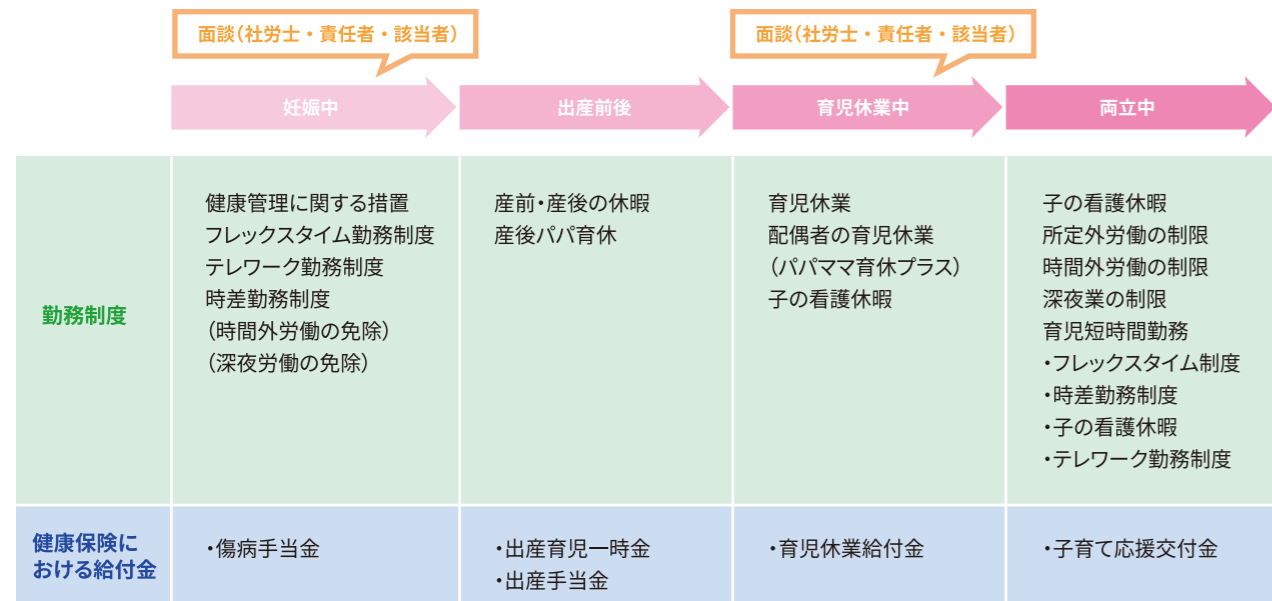 面談（社労士・責任者・該当者）
面談（社労士・責任者・該当者）
妊娠中
出産前後
育児休業中
両立中
勤務制度
健康管理に関する措置
フレックスタイム勤務制度
テレワーク勤務制度
時差勤務制度
（時間外労働の免除）
（深夜労働の免除）
産前・産後の休暇
産後パパ育休
育児休業
配偶者の育児休業
（パパママ育休プラス）
子の看護休暇
子の看護休暇
所定外労働の制限
時間外労働の制限
深夜業の制限
育児短時間勤務
・フレックスタイム制度
・時差勤務制度
・子の看護休暇
・テレワーク勤務制度
健康保険に
おける給付金
・傷病手当金
・出産育児一時金
・出産手当金
・育児休業給付金
・子育て応援交付金